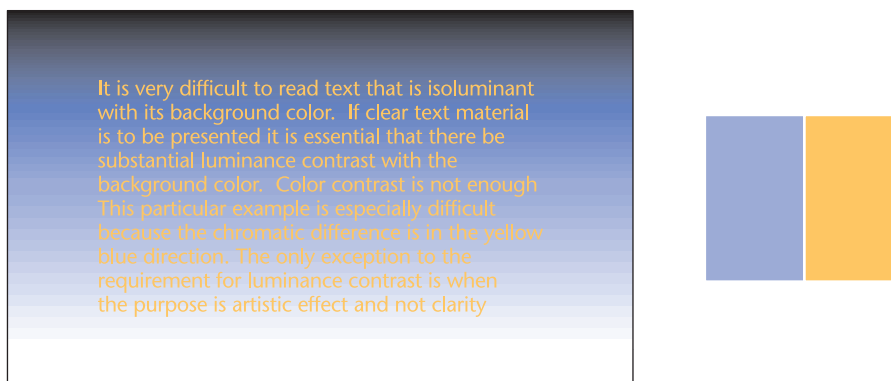 It is very difficult to read text that is isoluminant
with its background color.  If clear text material
is to be presented it is essential that there be
substantial luminance contrast with the
background color.  Color contrast is not enough
This particular example is especially difficult
because the chromatic difference is in the yellow
blue direction. The only exception to the
requirement for luminance contrast is when
the purpose is artistic effect and not clarity